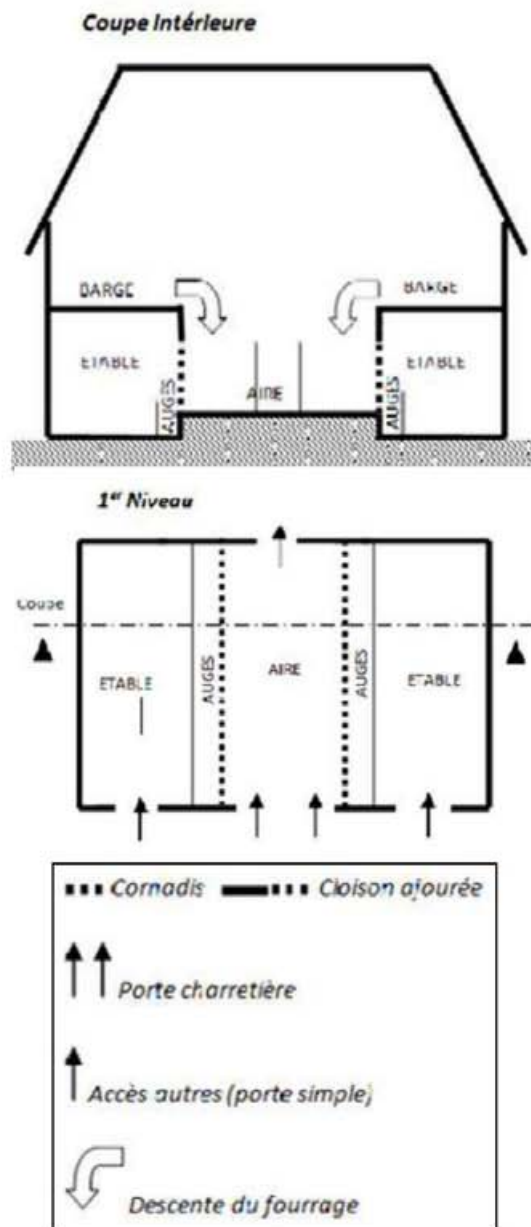 Coupe Intérieure
BARGE BARGE
ETABLE ETABLE
AUGES AIRE AUGES
1er Niveau
Coupe
ETABLE AUGES AIRE AUGES ETABLE
Cornadis Cloison ajourée
Porte charretière
Accès autres (porte simple)
Descente du fourrage